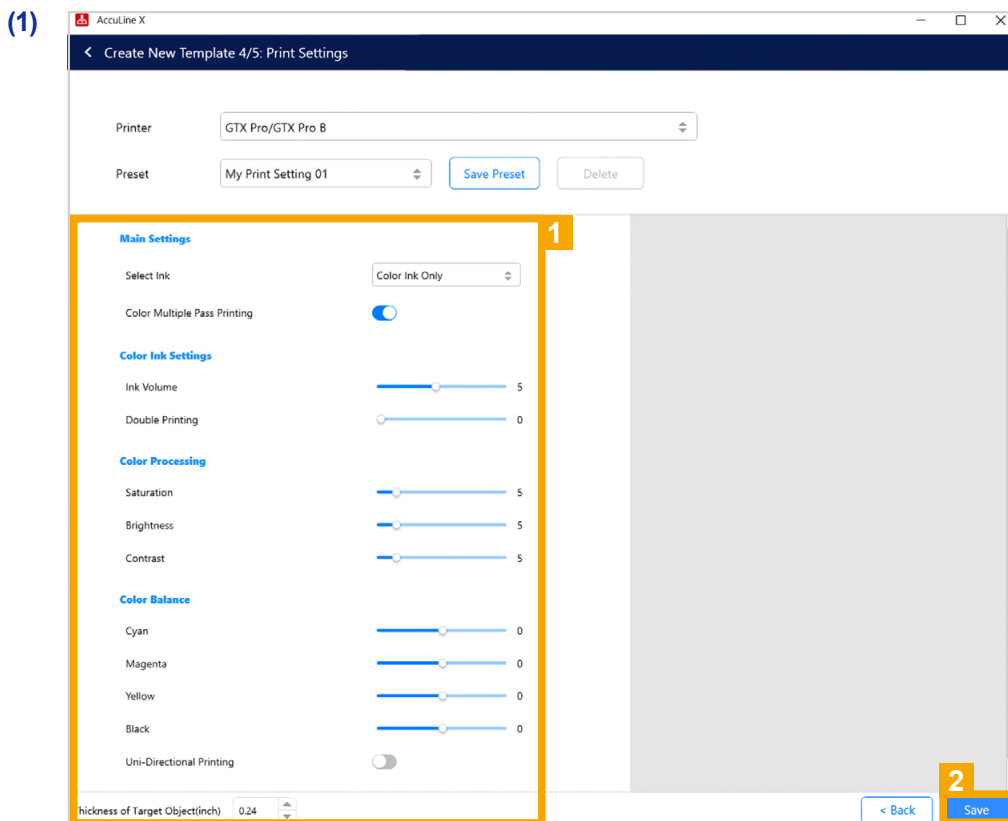 (1)
AccuLine X
Create New Template 4/5: Print Settings
Printer GTX Pro/GTX Pro B
Preset My Print Setting 01 Save Preset Delete
1
Main Settings
Select Ink Color Ink Only
Color Multiple Pass Printing
Color Ink Settings
Ink Volume 5
Double Printing 0
Color Processing
Saturation 5
Brightness 5
Contrast 5
Color Balance
Cyan 0
Magenta 0
Yellow 0
Black 0
Uni-Directional Printing
2
hickness of Target Object(inch) 0.24 < Back Save